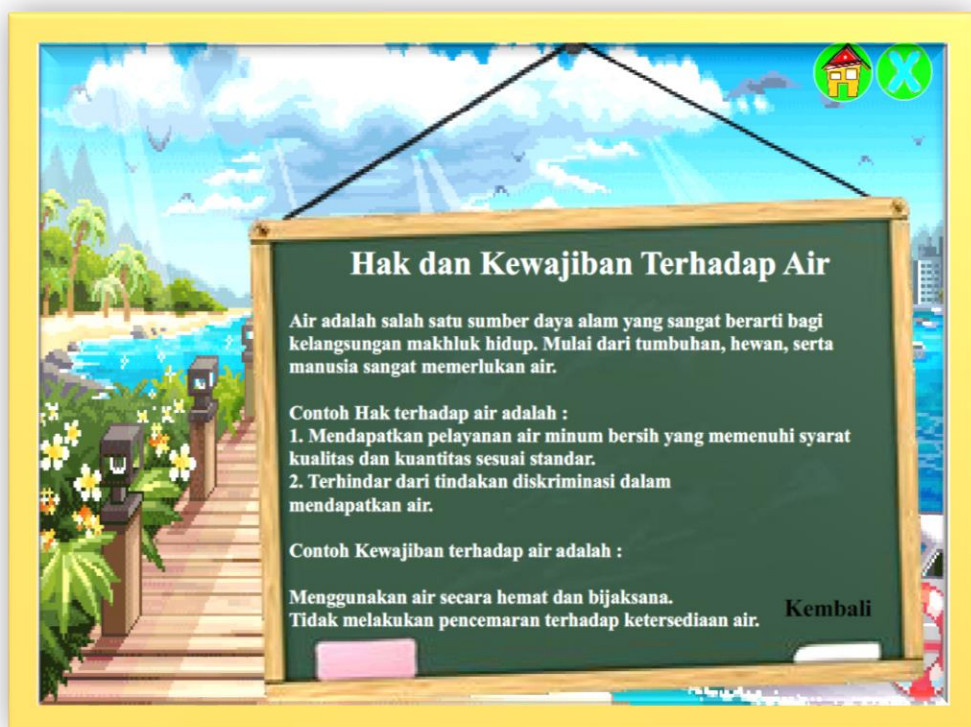 Hak dan Kewajiban Terhadap Air
Air adalah salah satu sumber daya alam yang sangat berarti bagi
kelangsungan makhluk hidup. Mulai dari tumbuhan, hewan, serta
manusia sangat memerlukan air.
Contoh Hak terhadap air adalah :
1. Mendapatkan pelayanan air minum bersih yang memenuhi syarat
kualitas dan kuantitas sesuai standar.
2. Terhindar dari tindakan diskriminasi dalam
mendapatkan air.
Contoh Kewajiban terhadap air adalah :
Menggunakan air secara hemat dan bijaksana.
Tidak melakukan pencemaran terhadap ketersediaan air.
Kembali